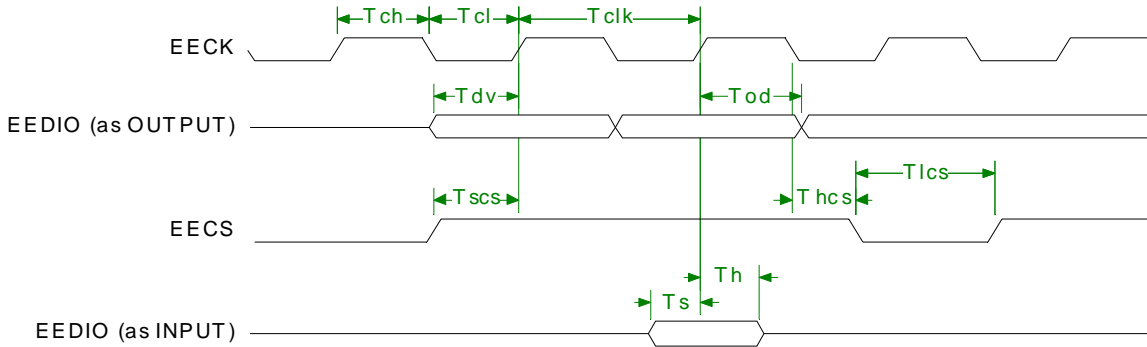 Tch Tcl Tclk
EECK
Tdv Tod
EEDIO (as OUTPUT)
Tlcs
Tscs Thcs
EECS
Th
Ts
EEDIO (as INPUT)